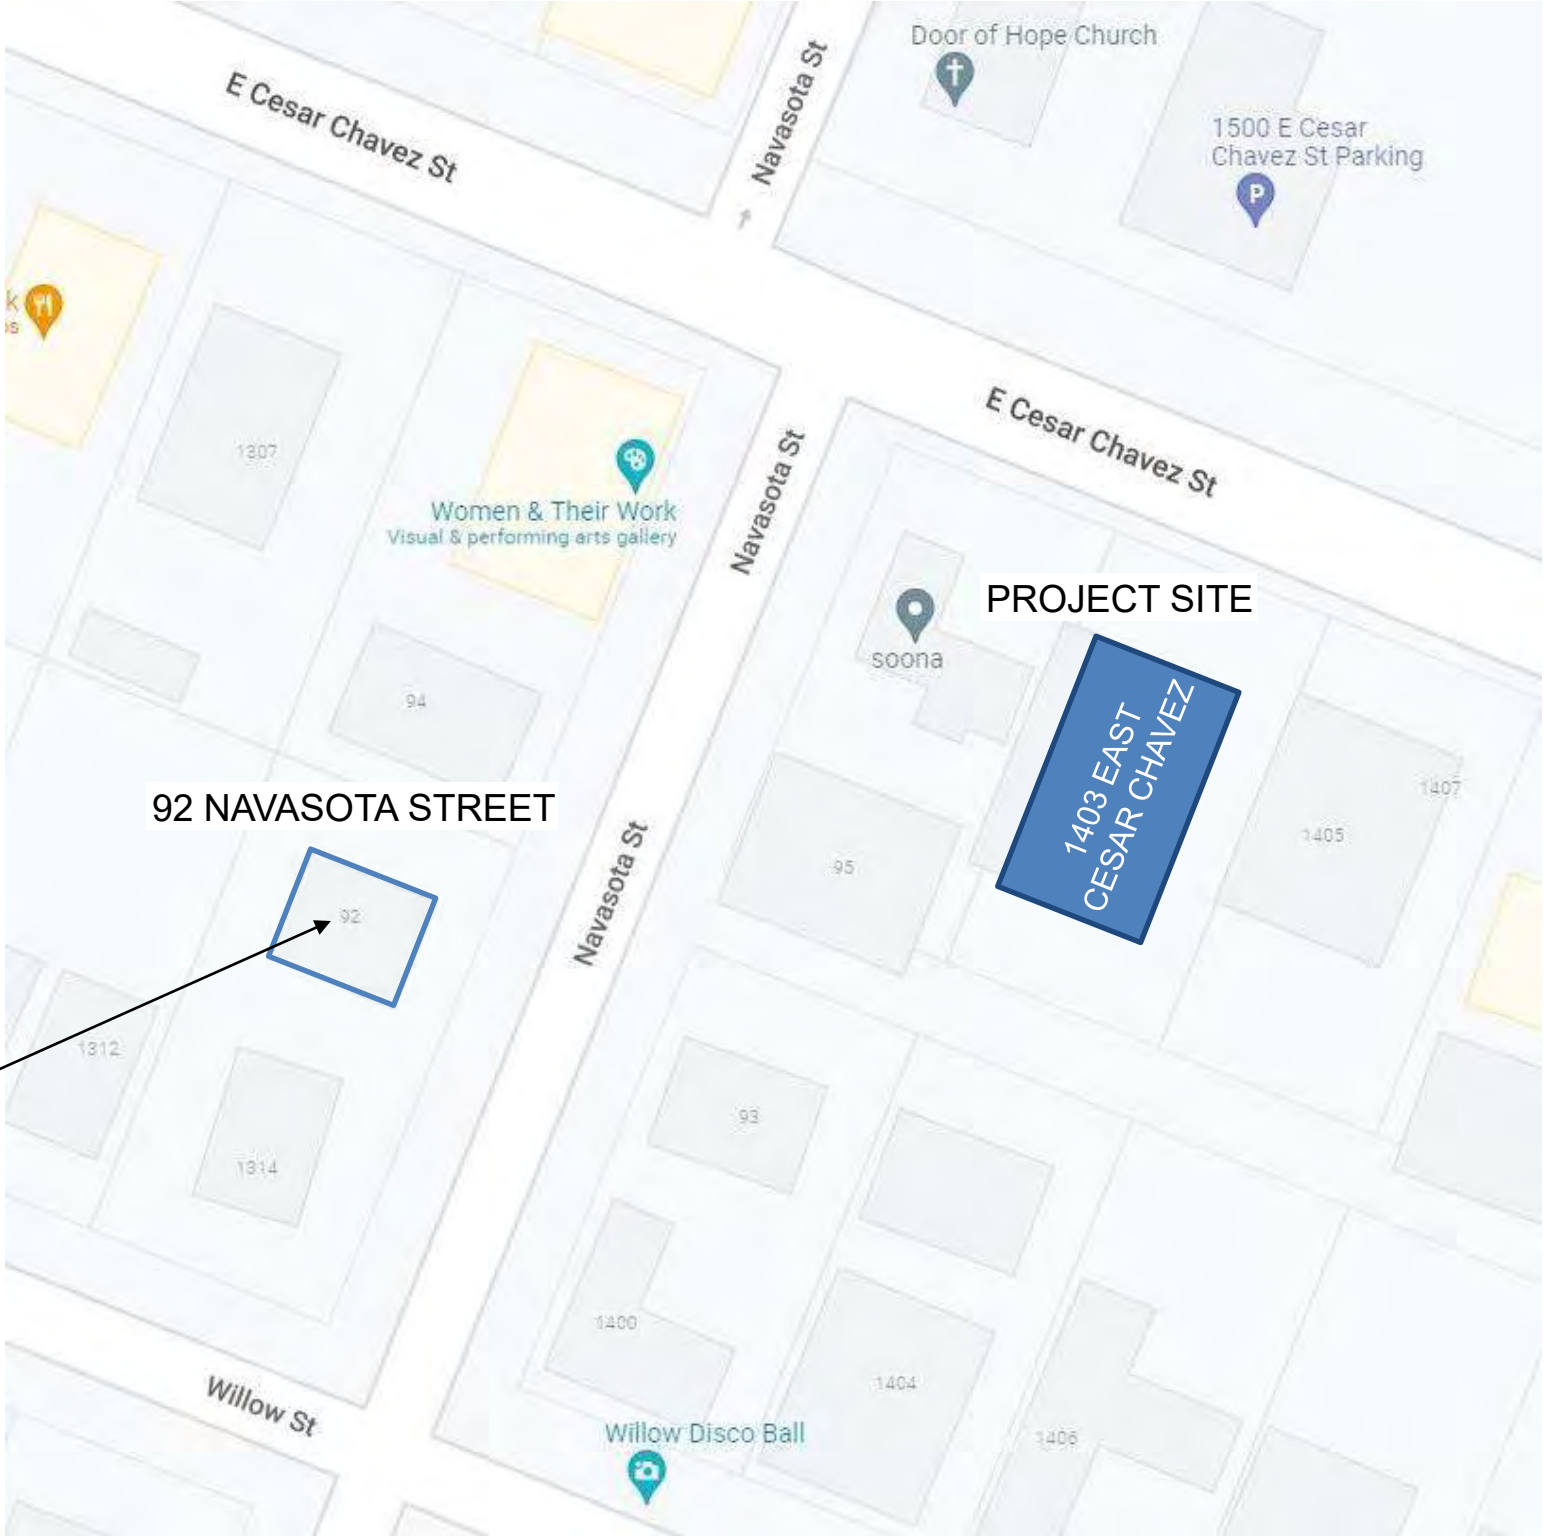 Door of Hope Church
Navasota St
E Cesar Chavez St
1500 E Cesar
Chavez St Parking
P
k
os
E Cesar Chavez St
1307
Navasota St
Women & Their Work
Visual & performing arts gallery
PROJECT SITE
soona
94
1403 EAST
CESAR CHAVEZ
1407
92 NAVASOTA STREET
1405
95
Navasota St
92
1312
93
1314
1400
1404
Willow St
Willow Disco Ball
1406